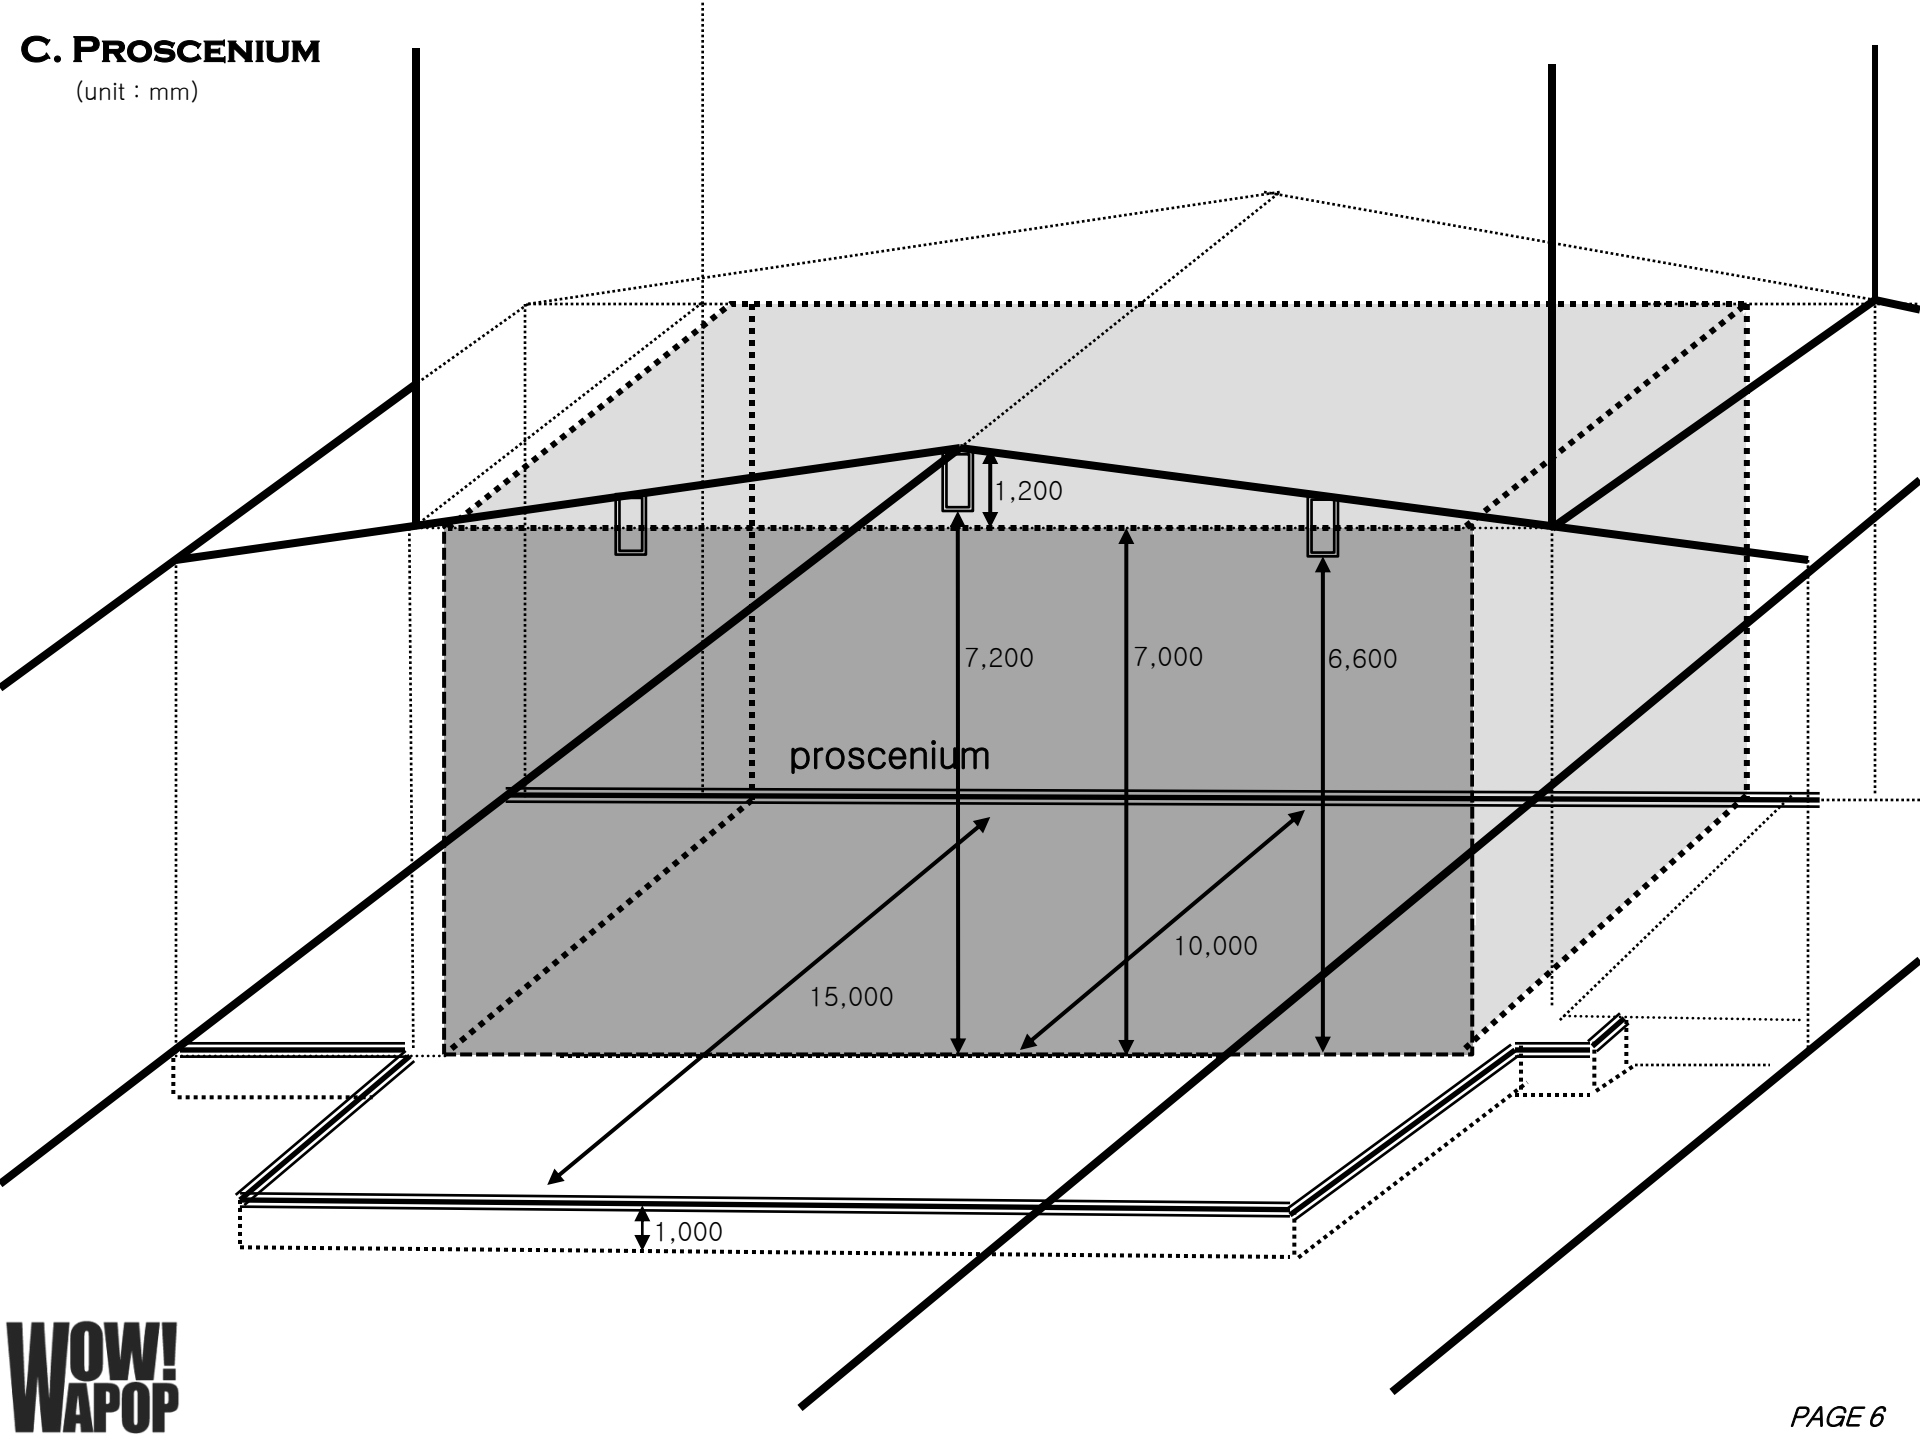 C. PROSCENIUM
(unit : mm)
1,200
7,200
7,000
6,600
proscenium
10,000
15,000
1,000
WOW!
WAPOP
PAGE 6